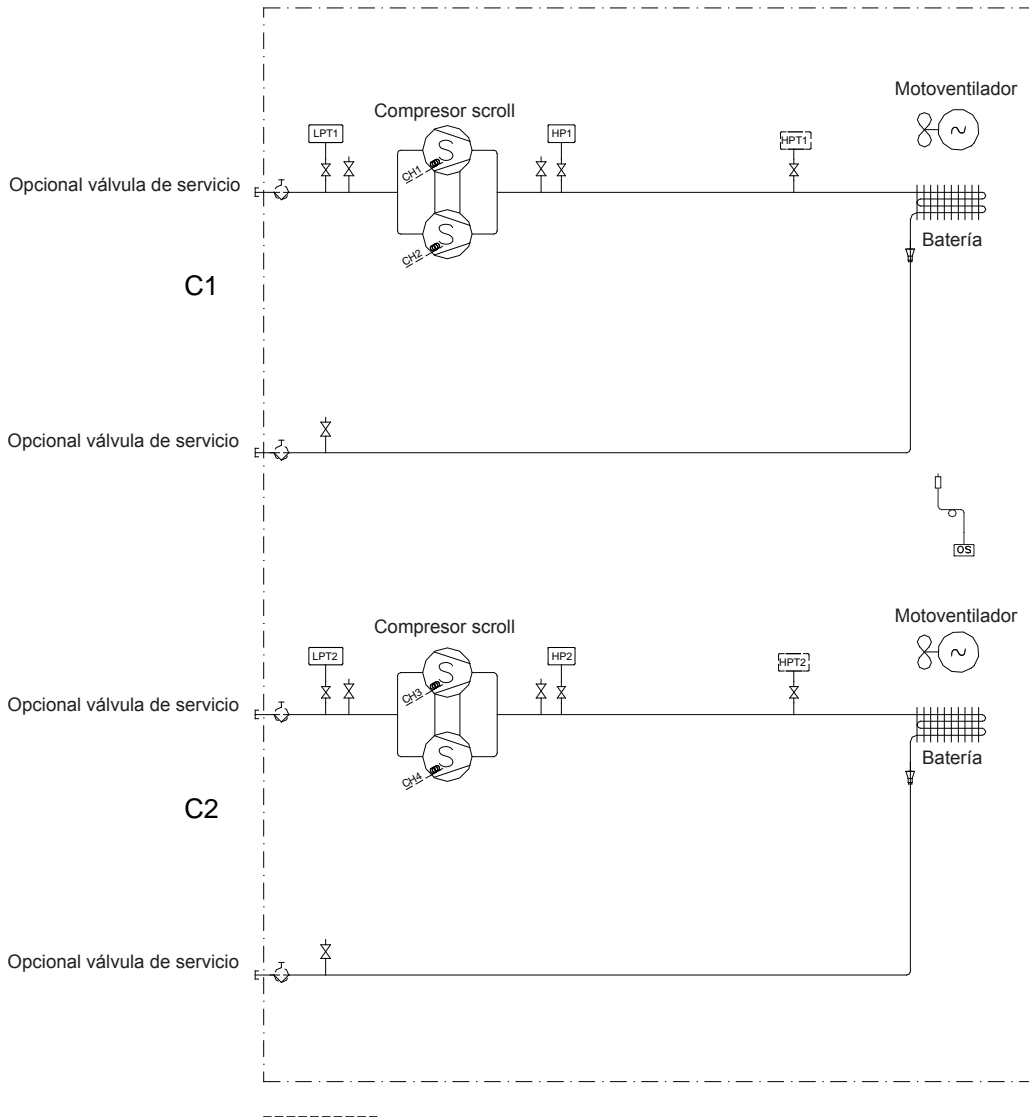 Motoventilador
Compresor scroll
LPT1
HP1
HPT1
CH1
Opcional válvula de servicio
CH2
Batería
C1
Opcional válvula de servicio
OS
Motoventilador
Compresor scroll
LPT2
HP2
HPT2
CH3
Opcional válvula de servicio
CH4
Batería
C2
Opcional válvula de servicio